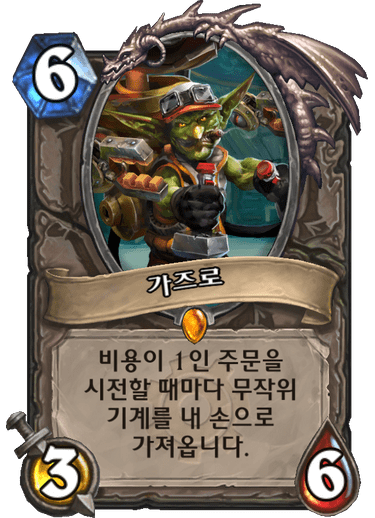 6
가즈로
비용이 1인 주문을
시전할 때마다 무작위
기계를 내 손으로
가져옵니다.
3
6